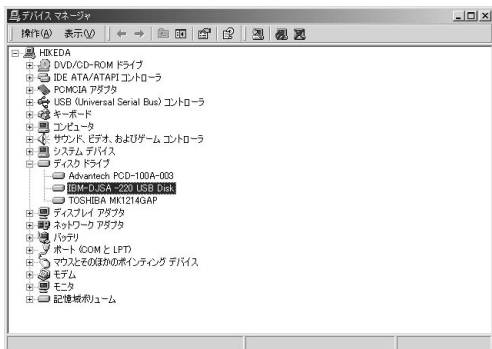 デバイス マネージャ
操作(A) 表示(V)
HIKEDA
DVD/CD-ROM ドライブ
IDE ATA/ATAPI コントローラ
PCMCIA アダプタ
USB (Universal Serial Bus) コントローラ
キーボード
コンピュータ
サウンド、ビデオ、およびゲーム コントローラ
システム デバイス
ディスク ドライブ
Advantech PCD-100A-003
IBM-DJSA -220 USB Disk
TOSHIBA MK1214GAP
ディスプレイ アダプタ
ネットワーク アダプタ
バッテリ
ポート (COM と LPT)
マウスとそのほかのポインティング デバイス
モデム
モニタ
記憶域ボリューム